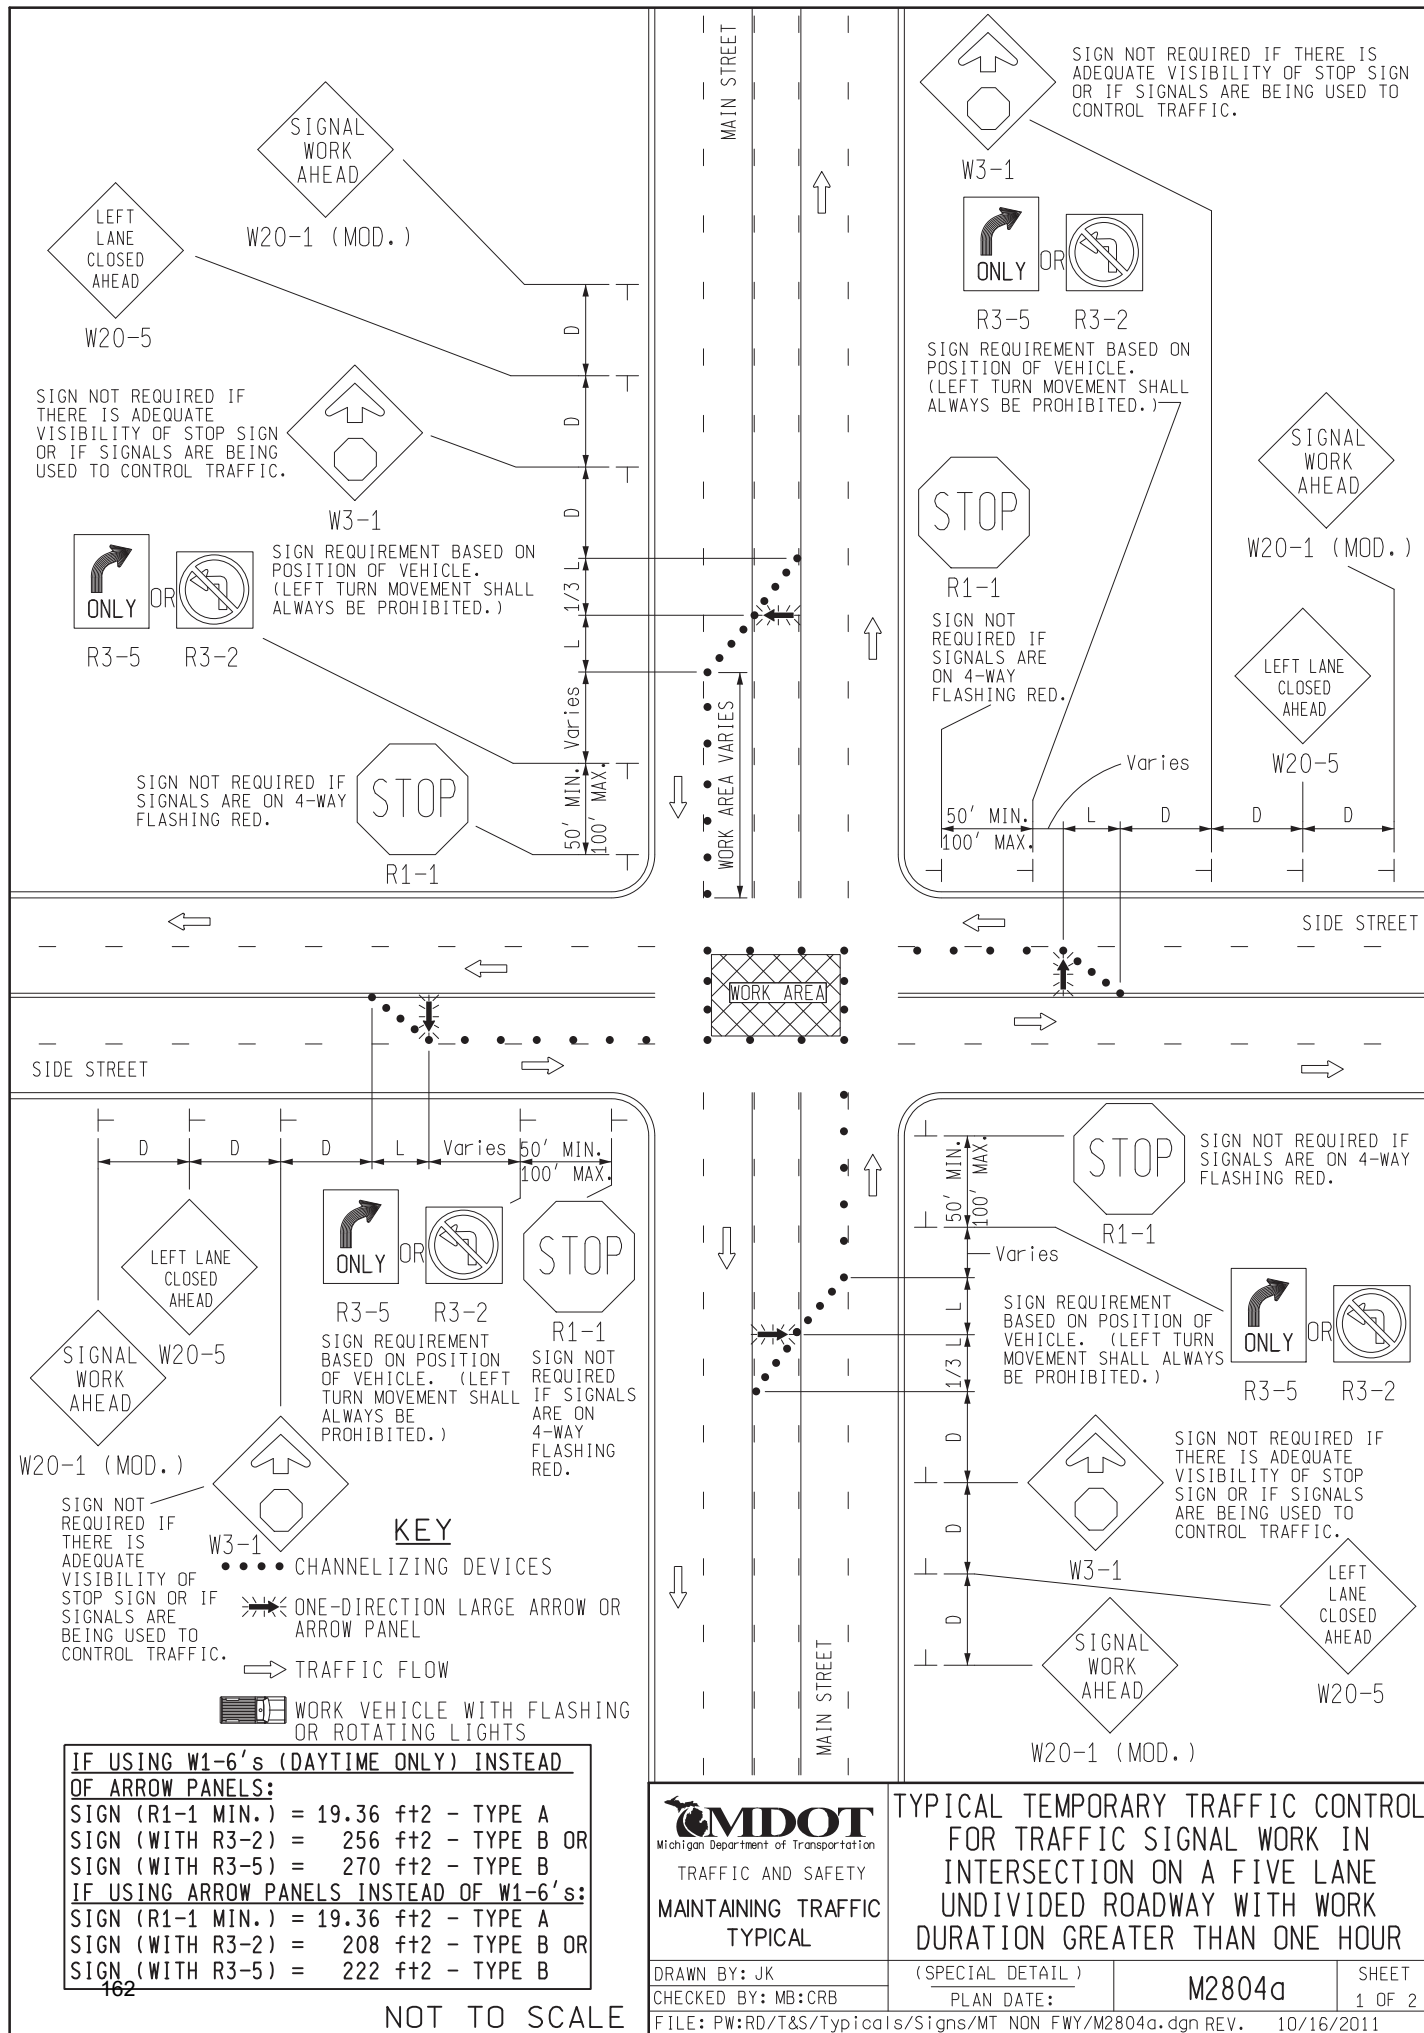 MAIN STREET
SIGNAL
WORK
AHEAD
W20-1 (MOD.)
LEFT
LANE
CLOSED
AHEAD
W20-5
SIGN NOT REQUIRED IF
THERE IS ADEQUATE
VISIBILITY OF STOP SIGN
OR IF SIGNALS ARE BEING
USED TO CONTROL TRAFFIC.
W3-1
ONLY
OR
R3-5
R3-2
SIGN REQUIREMENT BASED ON
POSITION OF VEHICLE.
(LEFT TURN MOVEMENT SHALL
ALWAYS BE PROHIBITED.)
SIGN NOT REQUIRED IF
SIGNALS ARE ON 4-WAY
FLASHING RED.
STOP
R1-1
D
D
D
1/3 L
L
Varies
50' MIN.
100' MAX.
WORK AREA VARIES
SIGN NOT REQUIRED IF THERE IS
ADEQUATE VISIBILITY OF STOP SIGN
OR IF SIGNALS ARE BEING USED TO
CONTROL TRAFFIC.
W3-1
ONLY
OR
R3-5
R3-2
SIGN REQUIREMENT BASED ON
POSITION OF VEHICLE.
(LEFT TURN MOVEMENT SHALL
ALWAYS BE PROHIBITED.)
STOP
R1-1
SIGN NOT
REQUIRED IF
SIGNALS ARE
ON 4-WAY
FLASHING RED.
SIGNAL
WORK
AHEAD
W20-1 (MOD.)
LEFT LANE
CLOSED
AHEAD
W20-5
Varies
50' MIN.
100' MAX.
L
D
D
D
SIDE STREET
WORK AREA
SIDE STREET
D
D
D
L
Varies
50' MIN.
100' MAX.
LEFT LANE
CLOSED
AHEAD
W20-5
SIGNAL
WORK
AHEAD
W20-1 (MOD.)
ONLY
OR
R3-5
R3-2
SIGN REQUIREMENT
BASED ON POSITION
OF VEHICLE. (LEFT
TURN MOVEMENT SHALL
ALWAYS BE
PROHIBITED.)
STOP
R1-1
SIGN NOT
REQUIRED
IF SIGNALS
ARE ON
4-WAY
FLASHING
RED.
W3-1
SIGN NOT
REQUIRED IF
THERE IS
ADEQUATE
VISIBILITY OF
STOP SIGN OR IF
SIGNALS ARE
BEING USED TO
CONTROL TRAFFIC.
50' MIN.
100' MAX.
Varies
L
1/3 L
D
D
D
STOP
R1-1
SIGN NOT REQUIRED IF
SIGNALS ARE ON 4-WAY
FLASHING RED.
SIGN REQUIREMENT
BASED ON POSITION OF
VEHICLE. (LEFT TURN
MOVEMENT SHALL ALWAYS
BE PROHIBITED.)
ONLY
OR
R3-5
R3-2
W3-1
SIGN NOT REQUIRED IF
THERE IS ADEQUATE
VISIBILITY OF STOP
SIGN OR IF SIGNALS
ARE BEING USED TO
CONTROL TRAFFIC.
LEFT
LANE
CLOSED
AHEAD
W20-5
SIGNAL
WORK
AHEAD
W20-1 (MOD.)
MAIN STREET
KEY
CHANNELIZING DEVICES
ONE-DIRECTION LARGE ARROW OR
ARROW PANEL
TRAFFIC FLOW
WORK VEHICLE WITH FLASHING
OR ROTATING LIGHTS
IF USING W1-6's (DAYTIME ONLY) INSTEAD
OF ARROW PANELS:
SIGN (R1-1 MIN.) = 19.36 ft2 - TYPE A
SIGN (WITH R3-2) = 256 ft2 - TYPE B OR
SIGN (WITH R3-5) = 270 ft2 - TYPE B
IF USING ARROW PANELS INSTEAD OF W1-6's:
SIGN (R1-1 MIN.) = 19.36 ft2 - TYPE A
SIGN (WITH R3-2) = 208 ft2 - TYPE B OR
SIGN (WITH R3-5) = 222 ft2 - TYPE B
162
NOT TO SCALE
MDOT
Michigan Department of Transportation
TRAFFIC AND SAFETY
MAINTAINING TRAFFIC
TYPICAL
TYPICAL TEMPORARY TRAFFIC CONTROL
FOR TRAFFIC SIGNAL WORK IN
INTERSECTION ON A FIVE LANE
UNDIVIDED ROADWAY WITH WORK
DURATION GREATER THAN ONE HOUR
DRAWN BY: JK
CHECKED BY: MB:CRB
(SPECIAL DETAIL)
PLAN DATE:
M2804a
SHEET
1 OF 2
FILE: PW:RD/T&S/Typicals/Signs/MT NON FWY/M2804a.dgn REV. 10/16/2011